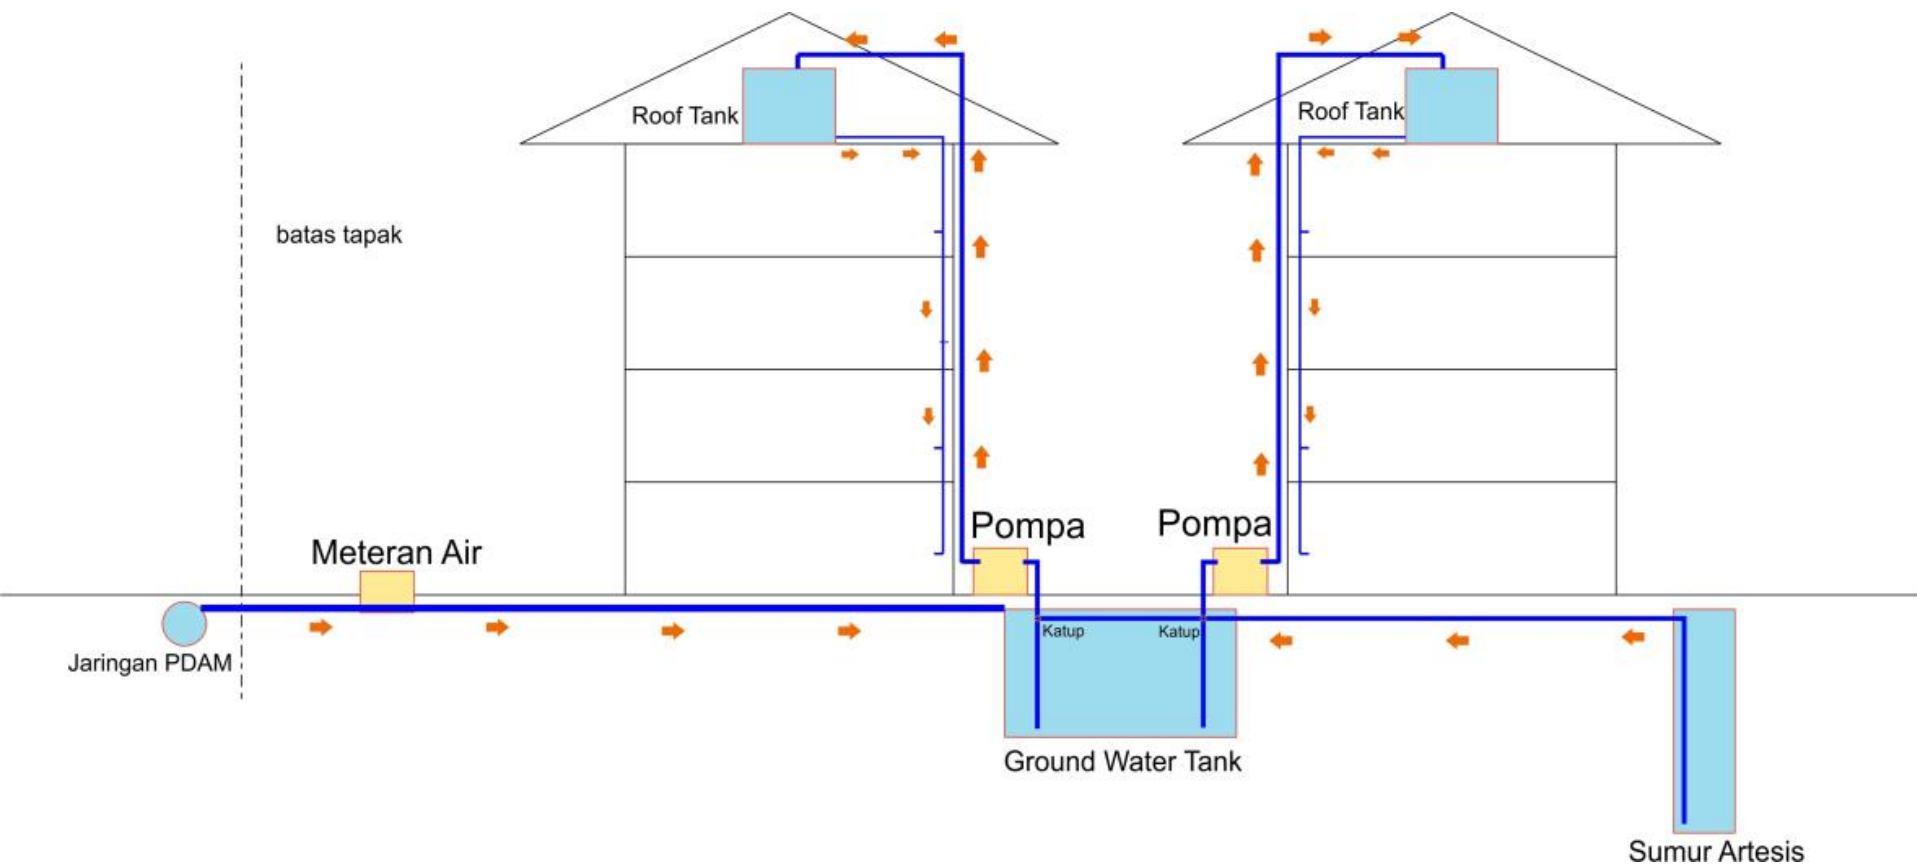 Roof Tank
Roof Tank
batas tapak
Pompa
Pompa
Meteran Air
Katup
Katup
Jaringan PDAM
Ground Water Tank
Sumur Artesis